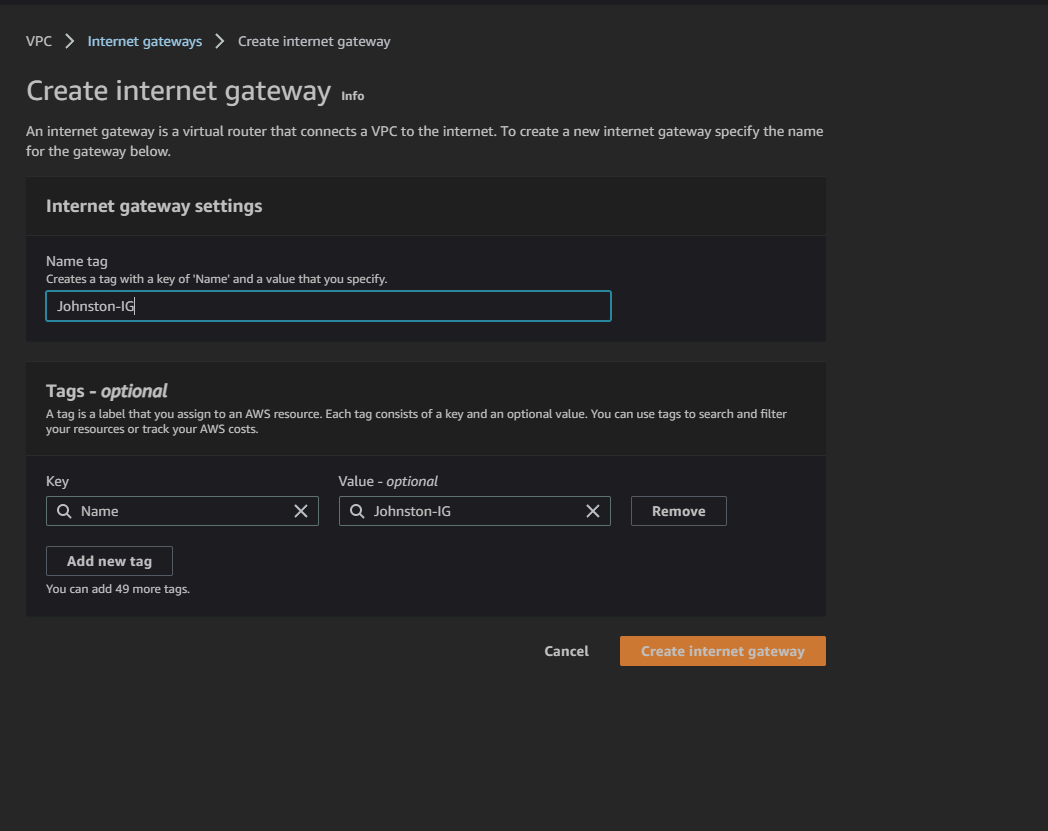 VPC > Internet gateways > Create internet gateway
Create internet gateway Info
An internet gateway is a virtual router that connects a VPC to the internet. To create a new internet gateway specify the name
for the gateway below.
Internet gateway settings
Name tag
Creates a tag with a key of 'Name' and a value that you specify.
Johnston-IG
Tags - optional
A tag is a label that you assign to an AWS resource. Each tag consists of a key and an optional value. You can use tags to search and filter
your resources or track your AWS costs.
Key Value - optional
Name Johnston-IG Remove
Add new tag
You can add 49 more tags.
Cancel Create internet gateway